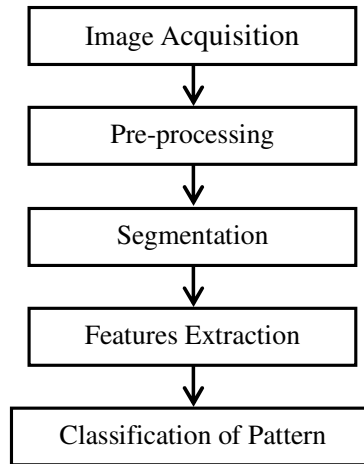 Image Acquisition
Pre-processing
Segmentation
Features Extraction
Classification of Pattern